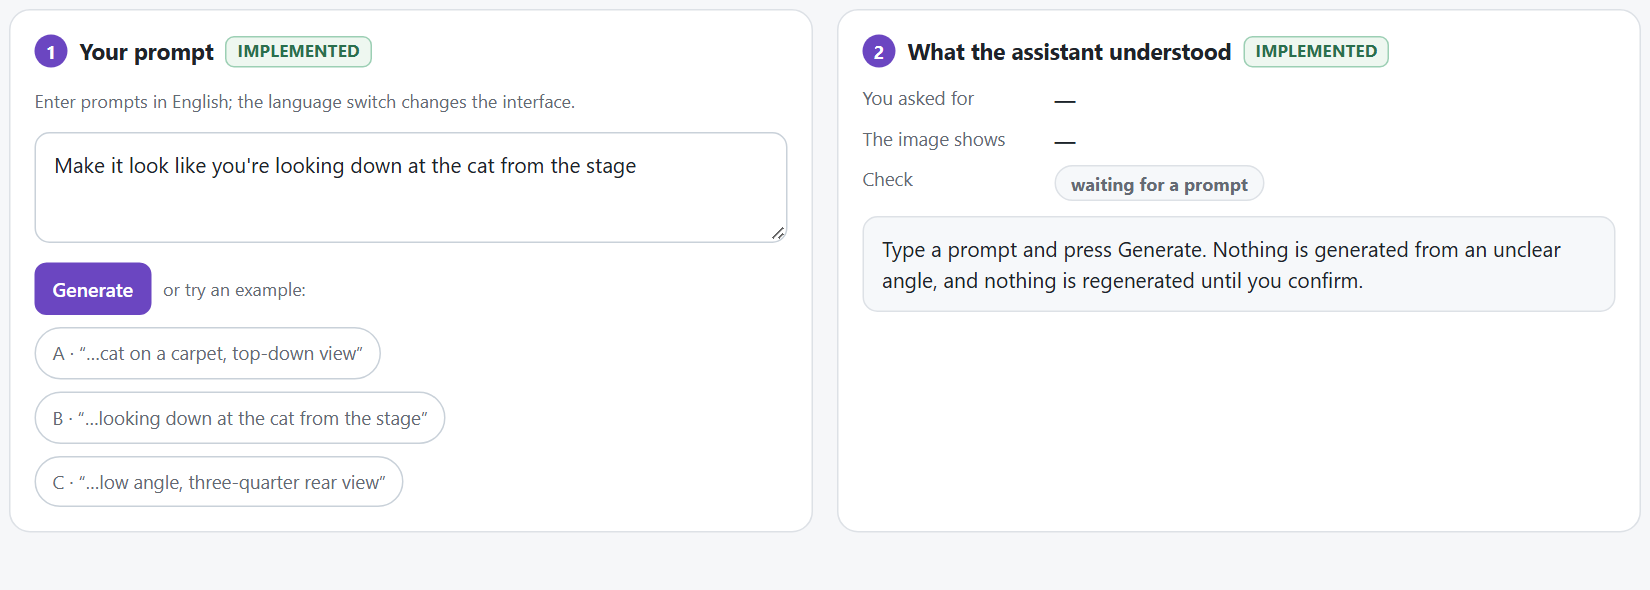 1 Your prompt IMPLEMENTED
Enter prompts in English; the language switch changes the interface.
Make it look like you're looking down at the cat from the stage
Generate or try an example:
A · “…cat on a carpet, top-down view”
B · “…looking down at the cat from the stage”
C · “…low angle, three-quarter rear view”
2 What the assistant understood IMPLEMENTED
You asked for —
The image shows —
Check waiting for a prompt
Type a prompt and press Generate. Nothing is generated from an unclear
angle, and nothing is regenerated until you confirm.